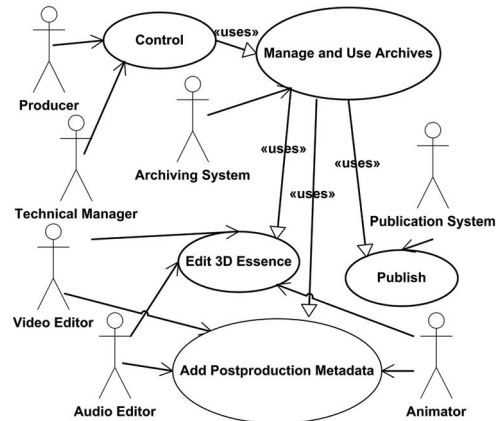 Control
«uses»
Manage and Use Archives
Producer
Archiving System
«uses»
«uses»
Technical Manager
Publication System
Edit 3D Essence
Publish
Video Editor
Add Postproduction Metadata
Audio Editor
Animator